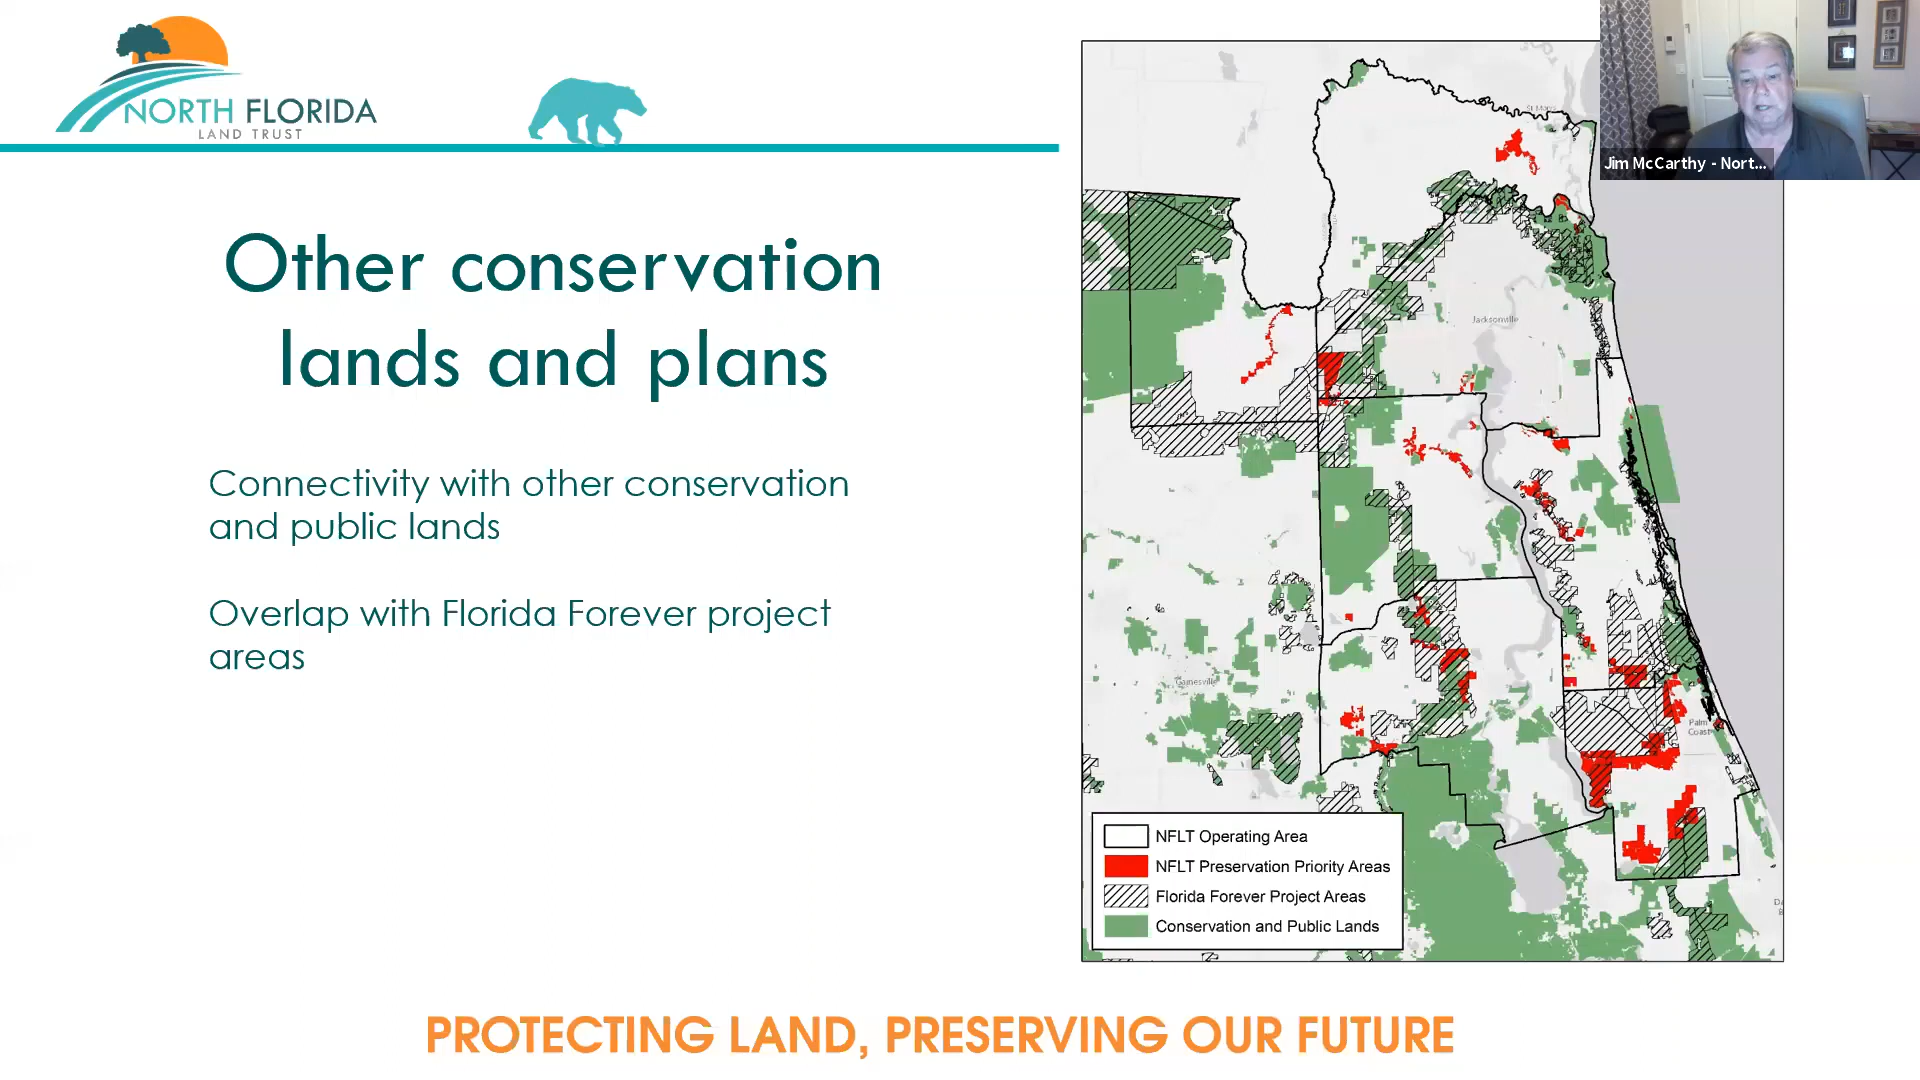 NORTH FLORIDA
LAND TRUST
Other conservation
lands and plans
Connectivity with other conservation
and public lands
Overlap with Florida Forever project
areas
Jim McCarthy - Nort...
St Marys
Jacksonville
Gainesville
Palm
Coast
NFLT Operating Area
NFLT Preservation Priority Areas
Florida Forever Project Areas
Conservation and Public Lands
PROTECTING LAND, PRESERVING OUR FUTURE